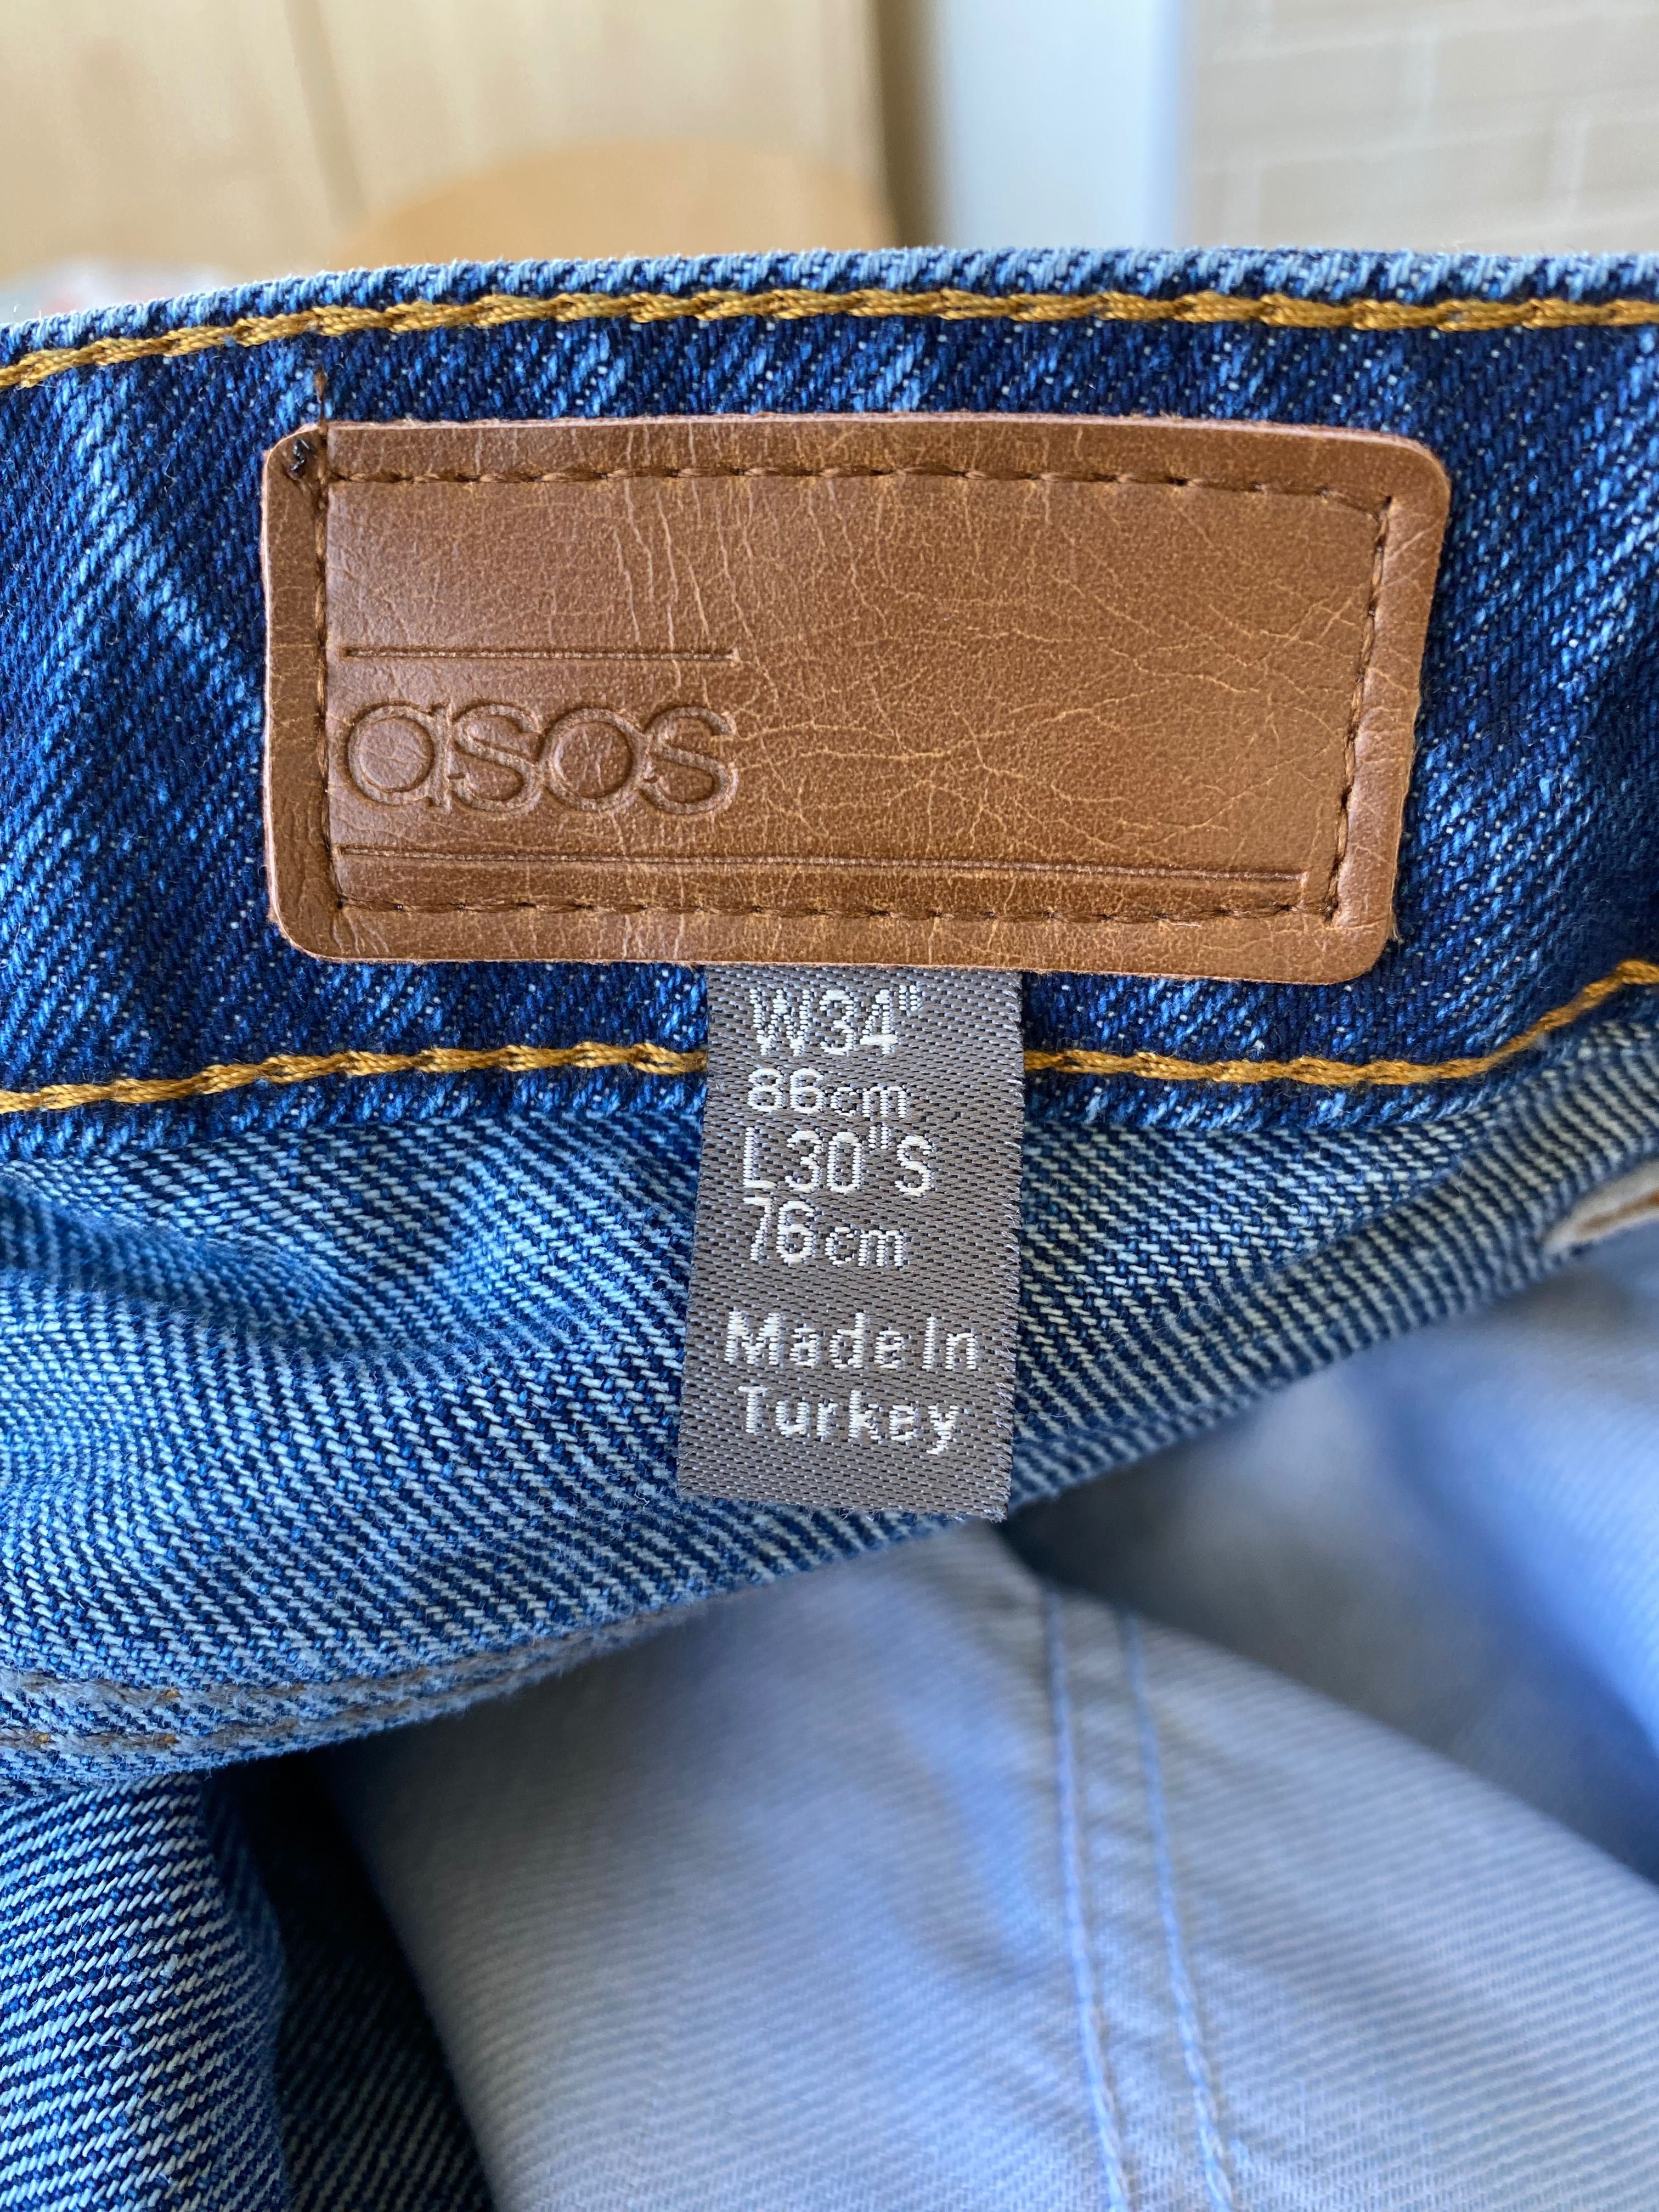 asos
W34"
86cm
L30"S
76cm
Made In
Turkey